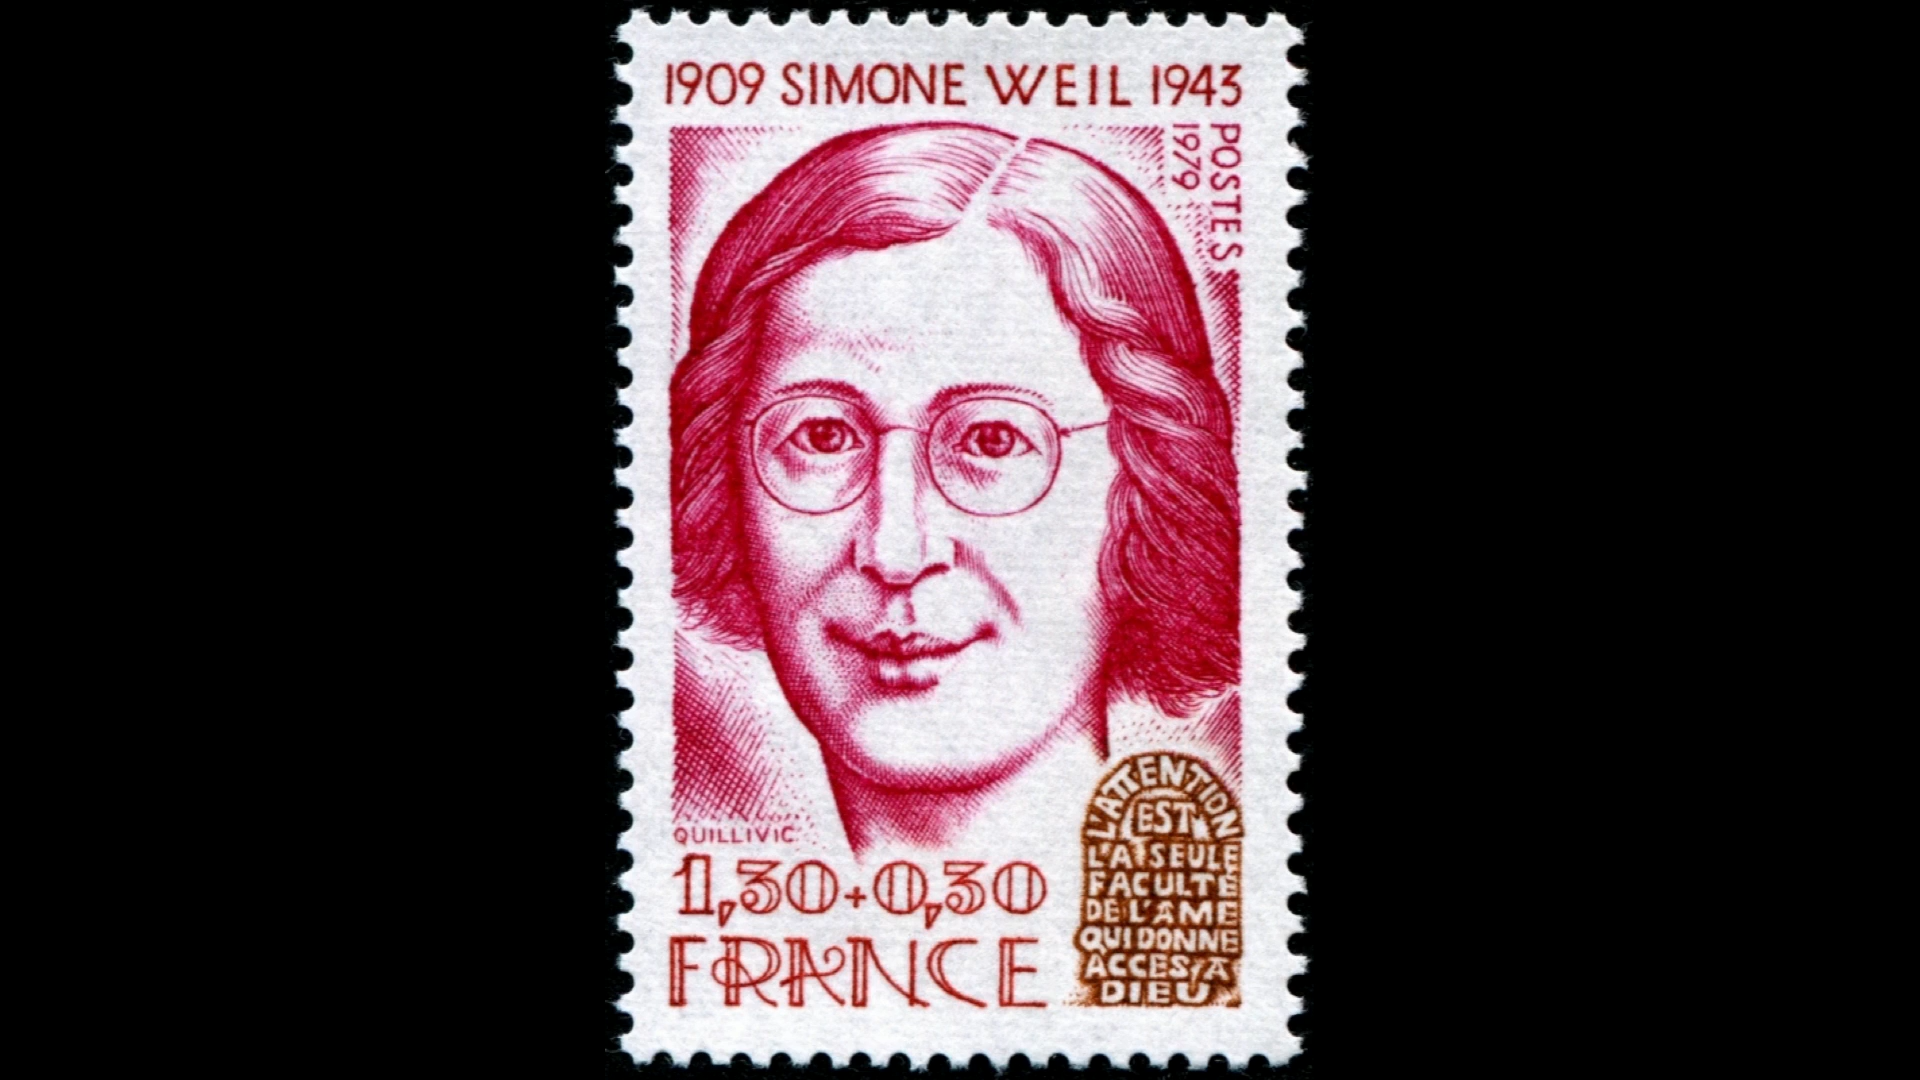 1909 SIMONE WEIL 1943
POSTES
1979
QUILLIVIC
1,30+0,30
FRANCE
L'ATTENTION
EST
LA SEULE
FACULTÉ
DE L'AME
QUI DONNE
ACCES A
DIEU